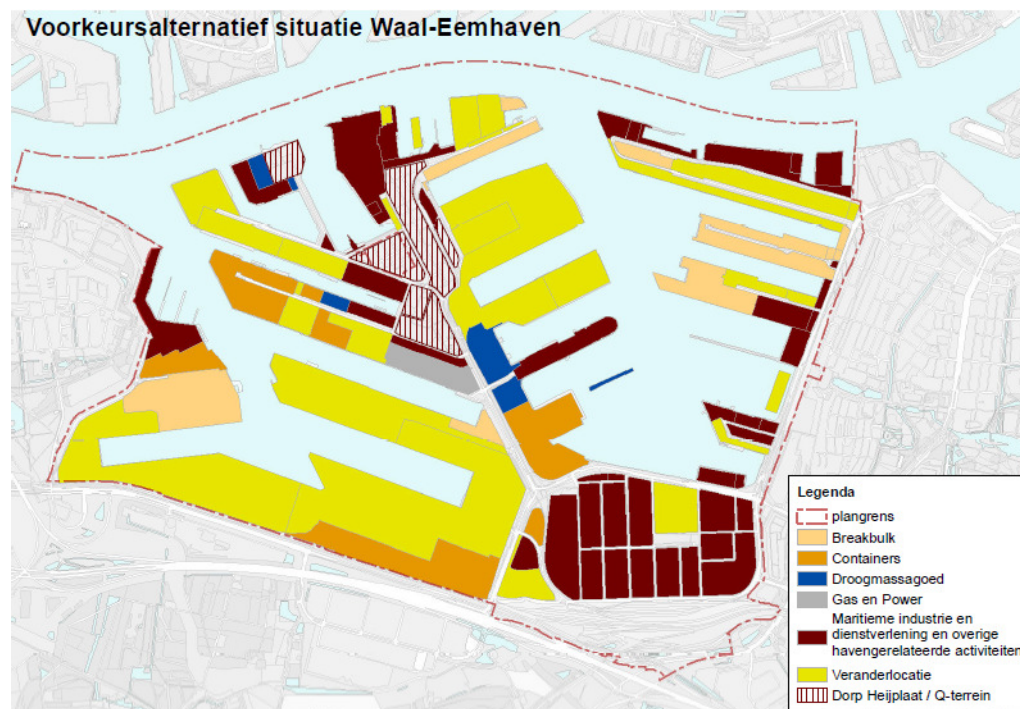 Voorkeursalternatief situatie Waal-Eemhaven
Legenda
plangrens
Breakbulk
Containers
Droogmassagoed
Gas en Power
Maritieme industrie en
dienstverlening en overige
havengerelateerde activiteiten
Veranderlocatie
Dorp Heijplaat / Q-terrein